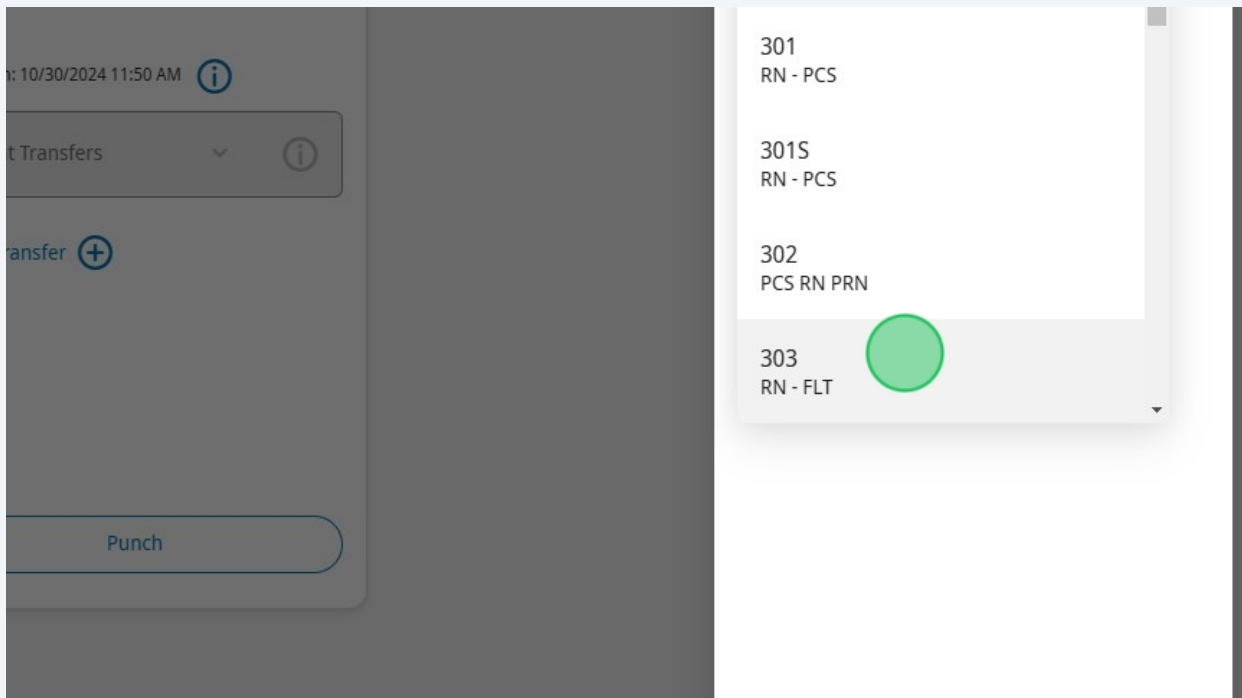 10/30/2024 11:50 AM
t Transfers
Transfer
Punch
301
RN - PCS
301S
RN - PCS
302
PCS RN PRN
303
RN - FLT